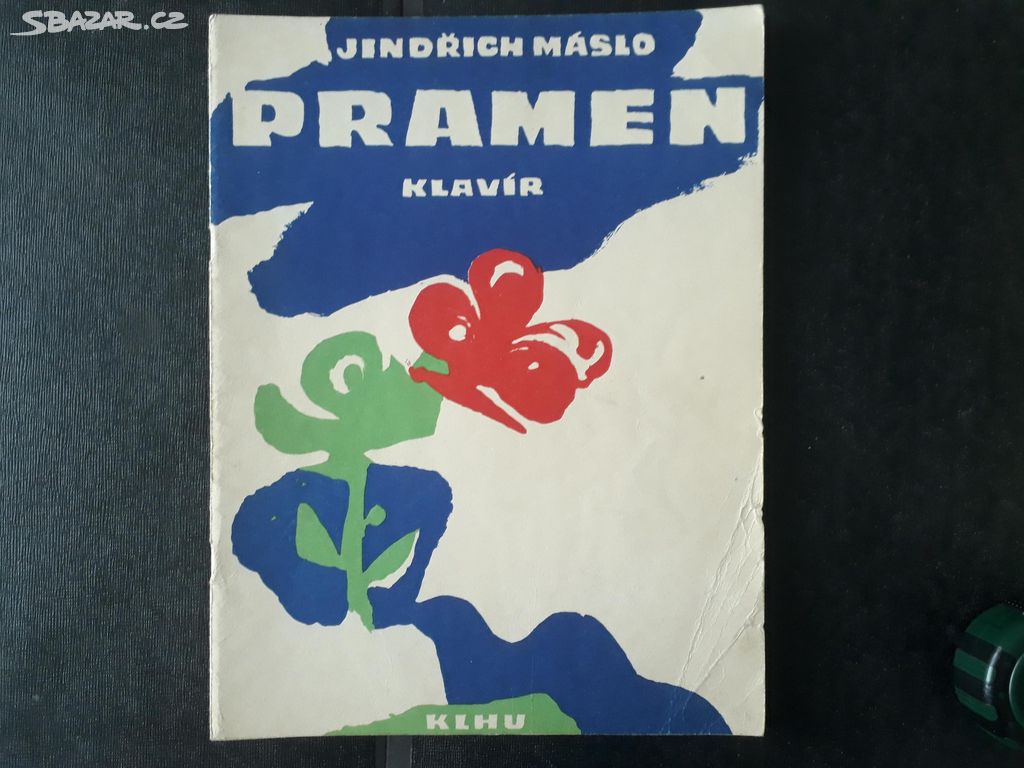 SBAZAR.CZ
JINDŘICH MÁSLO
PRAMEN
KLAVÍR
KLHU